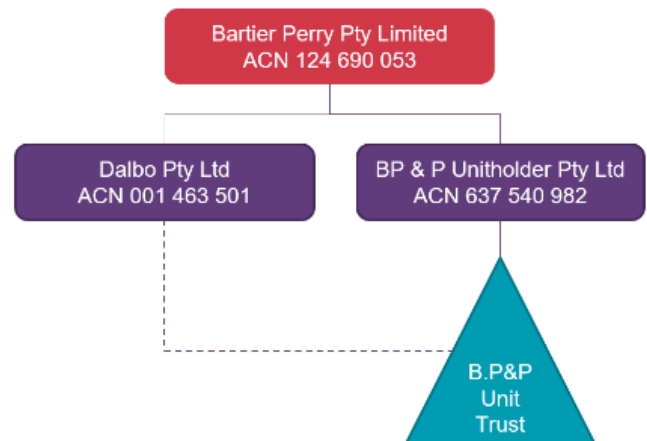 Bartier Perry Pty Limited
ACN 124 690 053
Dalbo Pty Ltd
ACN 001 463 501
BP & P Unitholder Pty Ltd
ACN 637 540 982
B.P&P
Unit
Trust